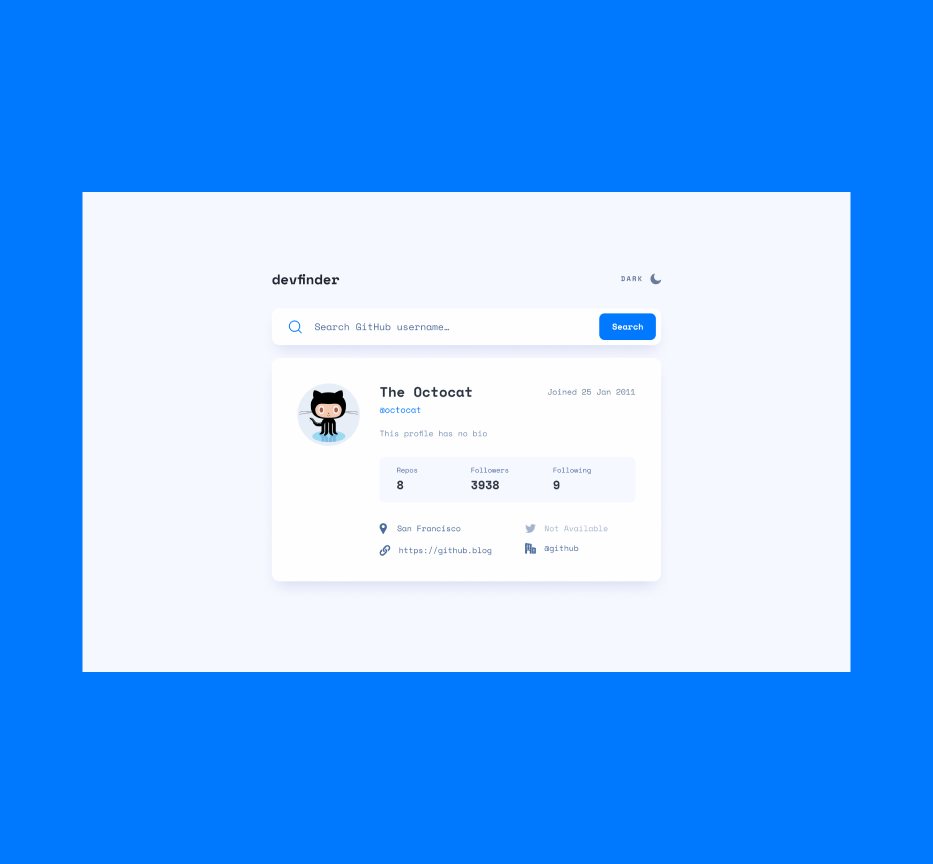 devfinder
DARK
Search GitHub username…
Search
The Octocat
Joined 25 Jan 2011
@octocat
This profile has no bio
Repos
Followers
Following
8
3938
9
San Francisco
Not Available
https://github.blog
@github